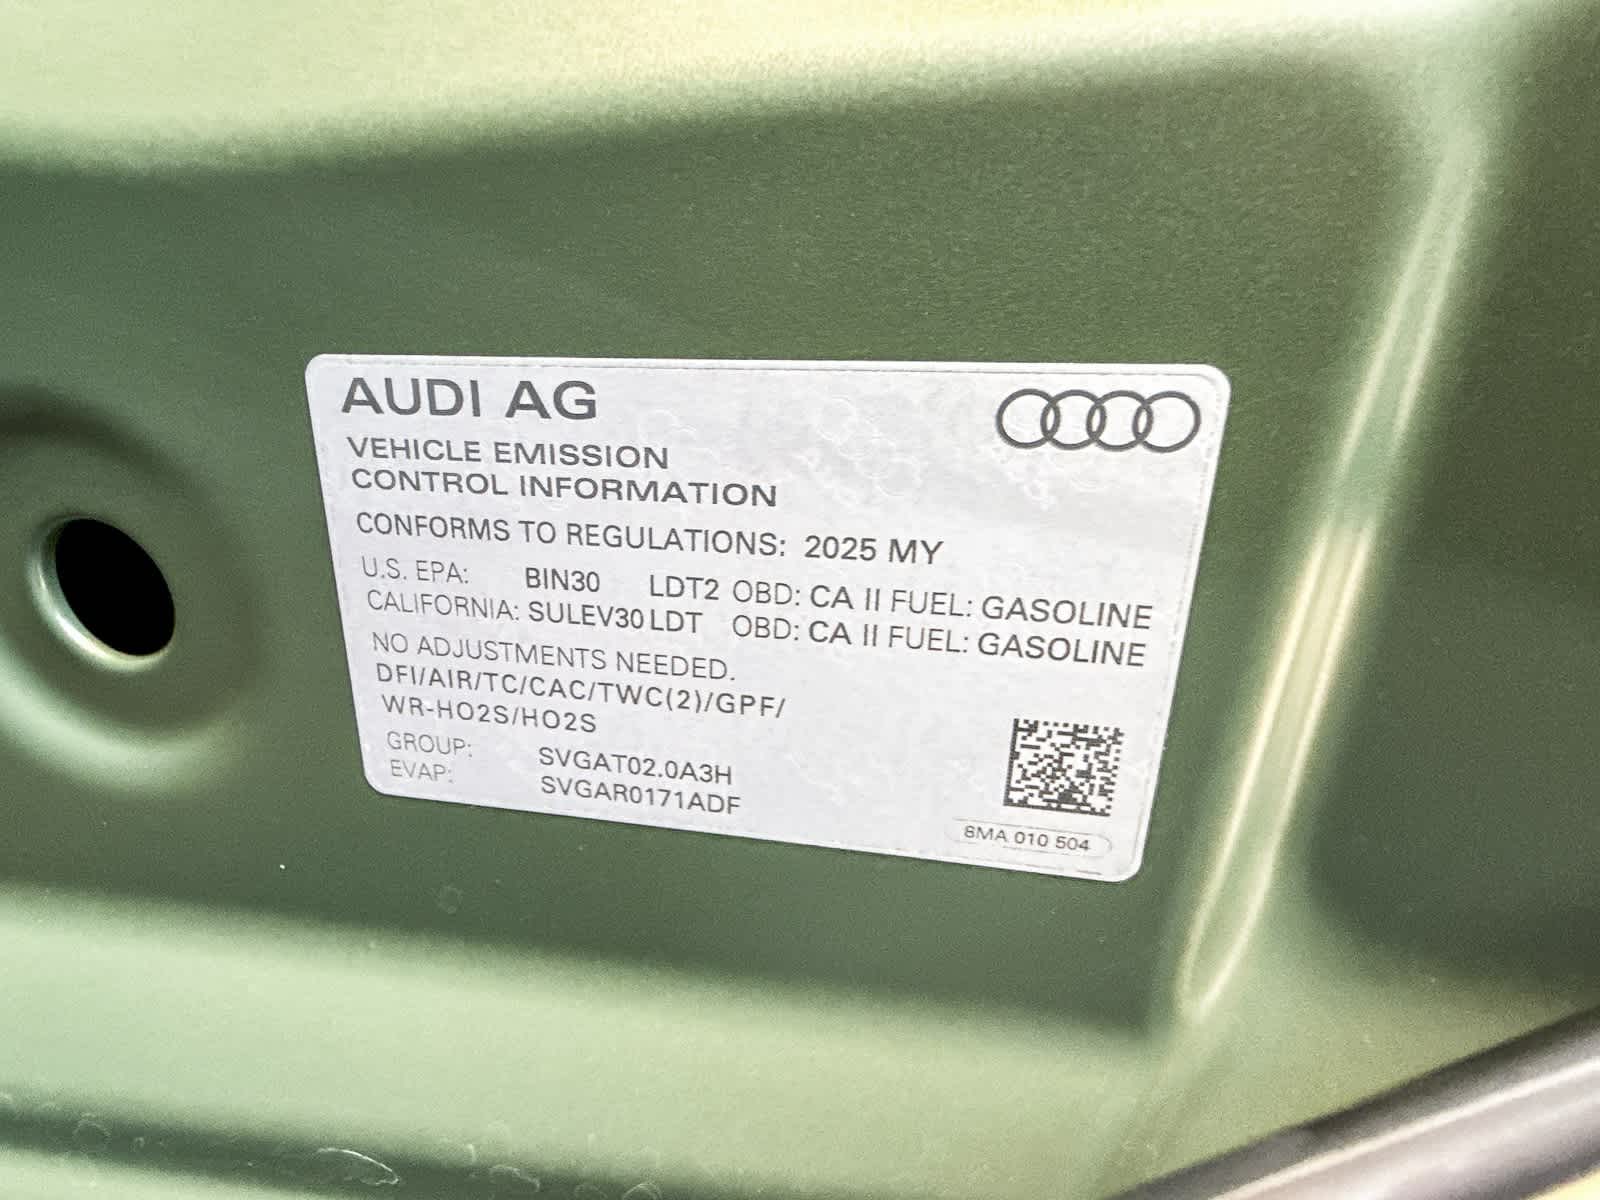 AUDI AG
VEHICLE EMISSION
CONTROL INFORMATION
CONFORMS TO REGULATIONS: 2025 MY
U.S. EPA: BIN30 LDT2 OBD: CA II FUEL: GASOLINE
CALIFORNIA: SULEV30 LDT OBD: CA II FUEL: GASOLINE
NO ADJUSTMENTS NEEDED.
DFI/AIR/TC/CAC/TWC(2)/GPF/
WR-HO2S/HO2S
GROUP: SVGAT02.0A3H
EVAP: SVGAR0171ADF
8MA 010 504